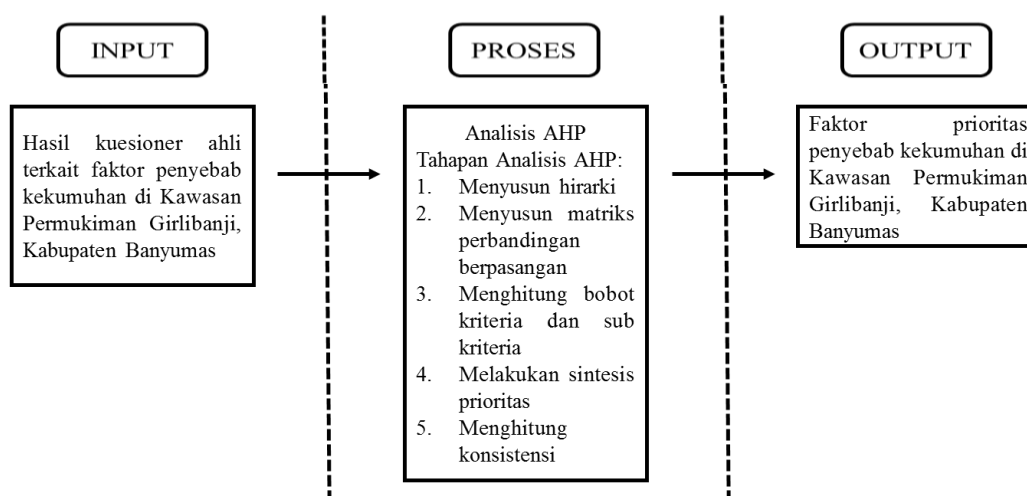 INPUT
PROSES
OUTPUT
Hasil kuesioner ahli
terkait faktor penyebab
kekumuhan di Kawasan
Permukiman Girlibanji,
Kabupaten Banyumas
Analisis AHP
Tahapan Analisis AHP:
1. Menyusun hirarki
2. Menyusun matriks
perbandingan
berpasangan
3. Menghitung bobot
kriteria dan sub
kriteria
4. Melakukan sintesis
prioritas
5. Menghitung
konsistensi
Faktor prioritas
penyebab kekumuhan di
Kawasan Permukiman
Girlibanji, Kabupaten
Banyumas